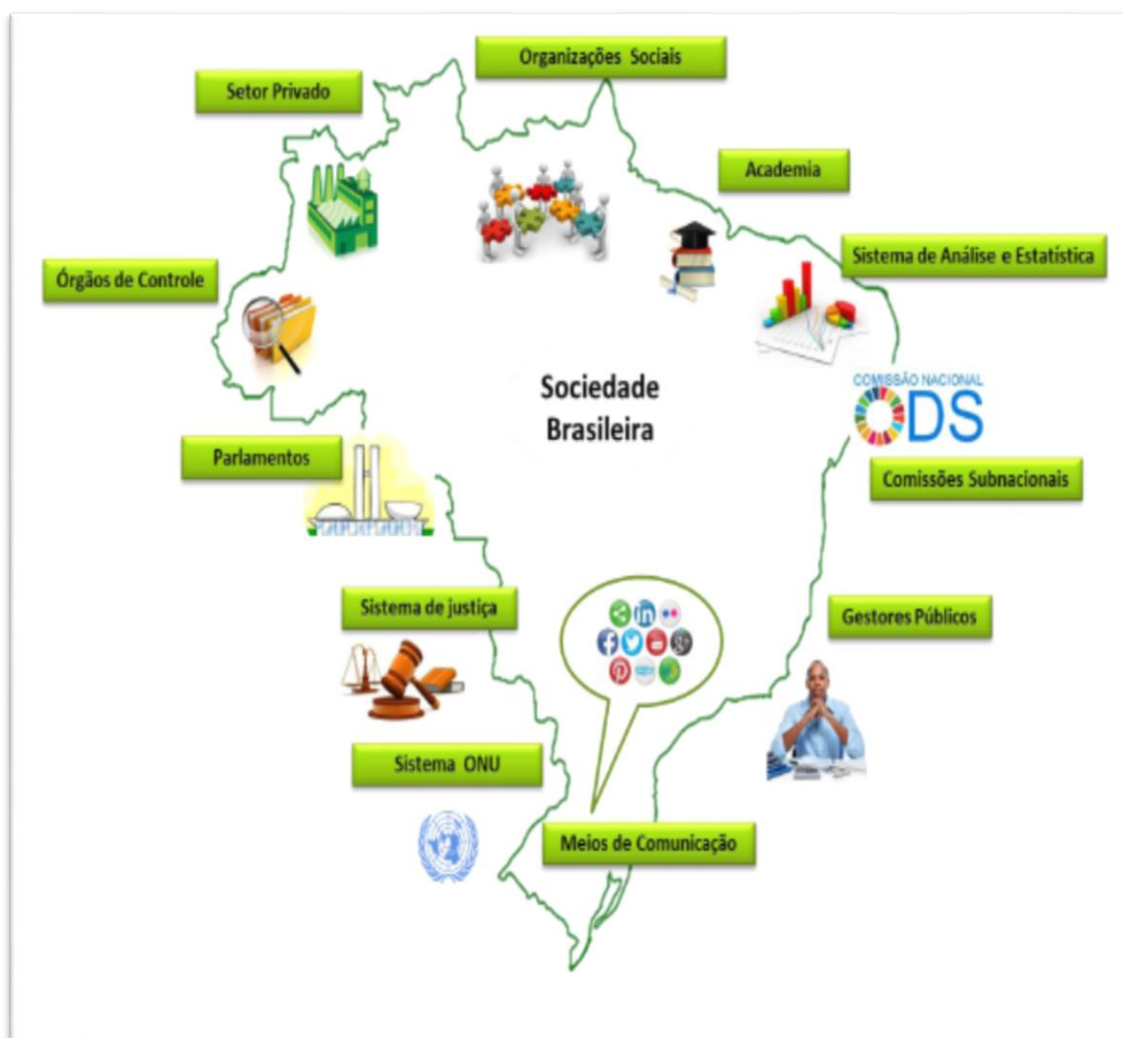 Organizações Sociais
Setor Privado
Academia
Sistema de Análise e Estatística
Órgãos de Controle
Sociedade
Brasileira
COMISSÃO NACIONAL
ODS
Parlamentos
Comissões Subnacionais
Sistema de justiça
Gestores Públicos
Sistema ONU
Meios de Comunicação